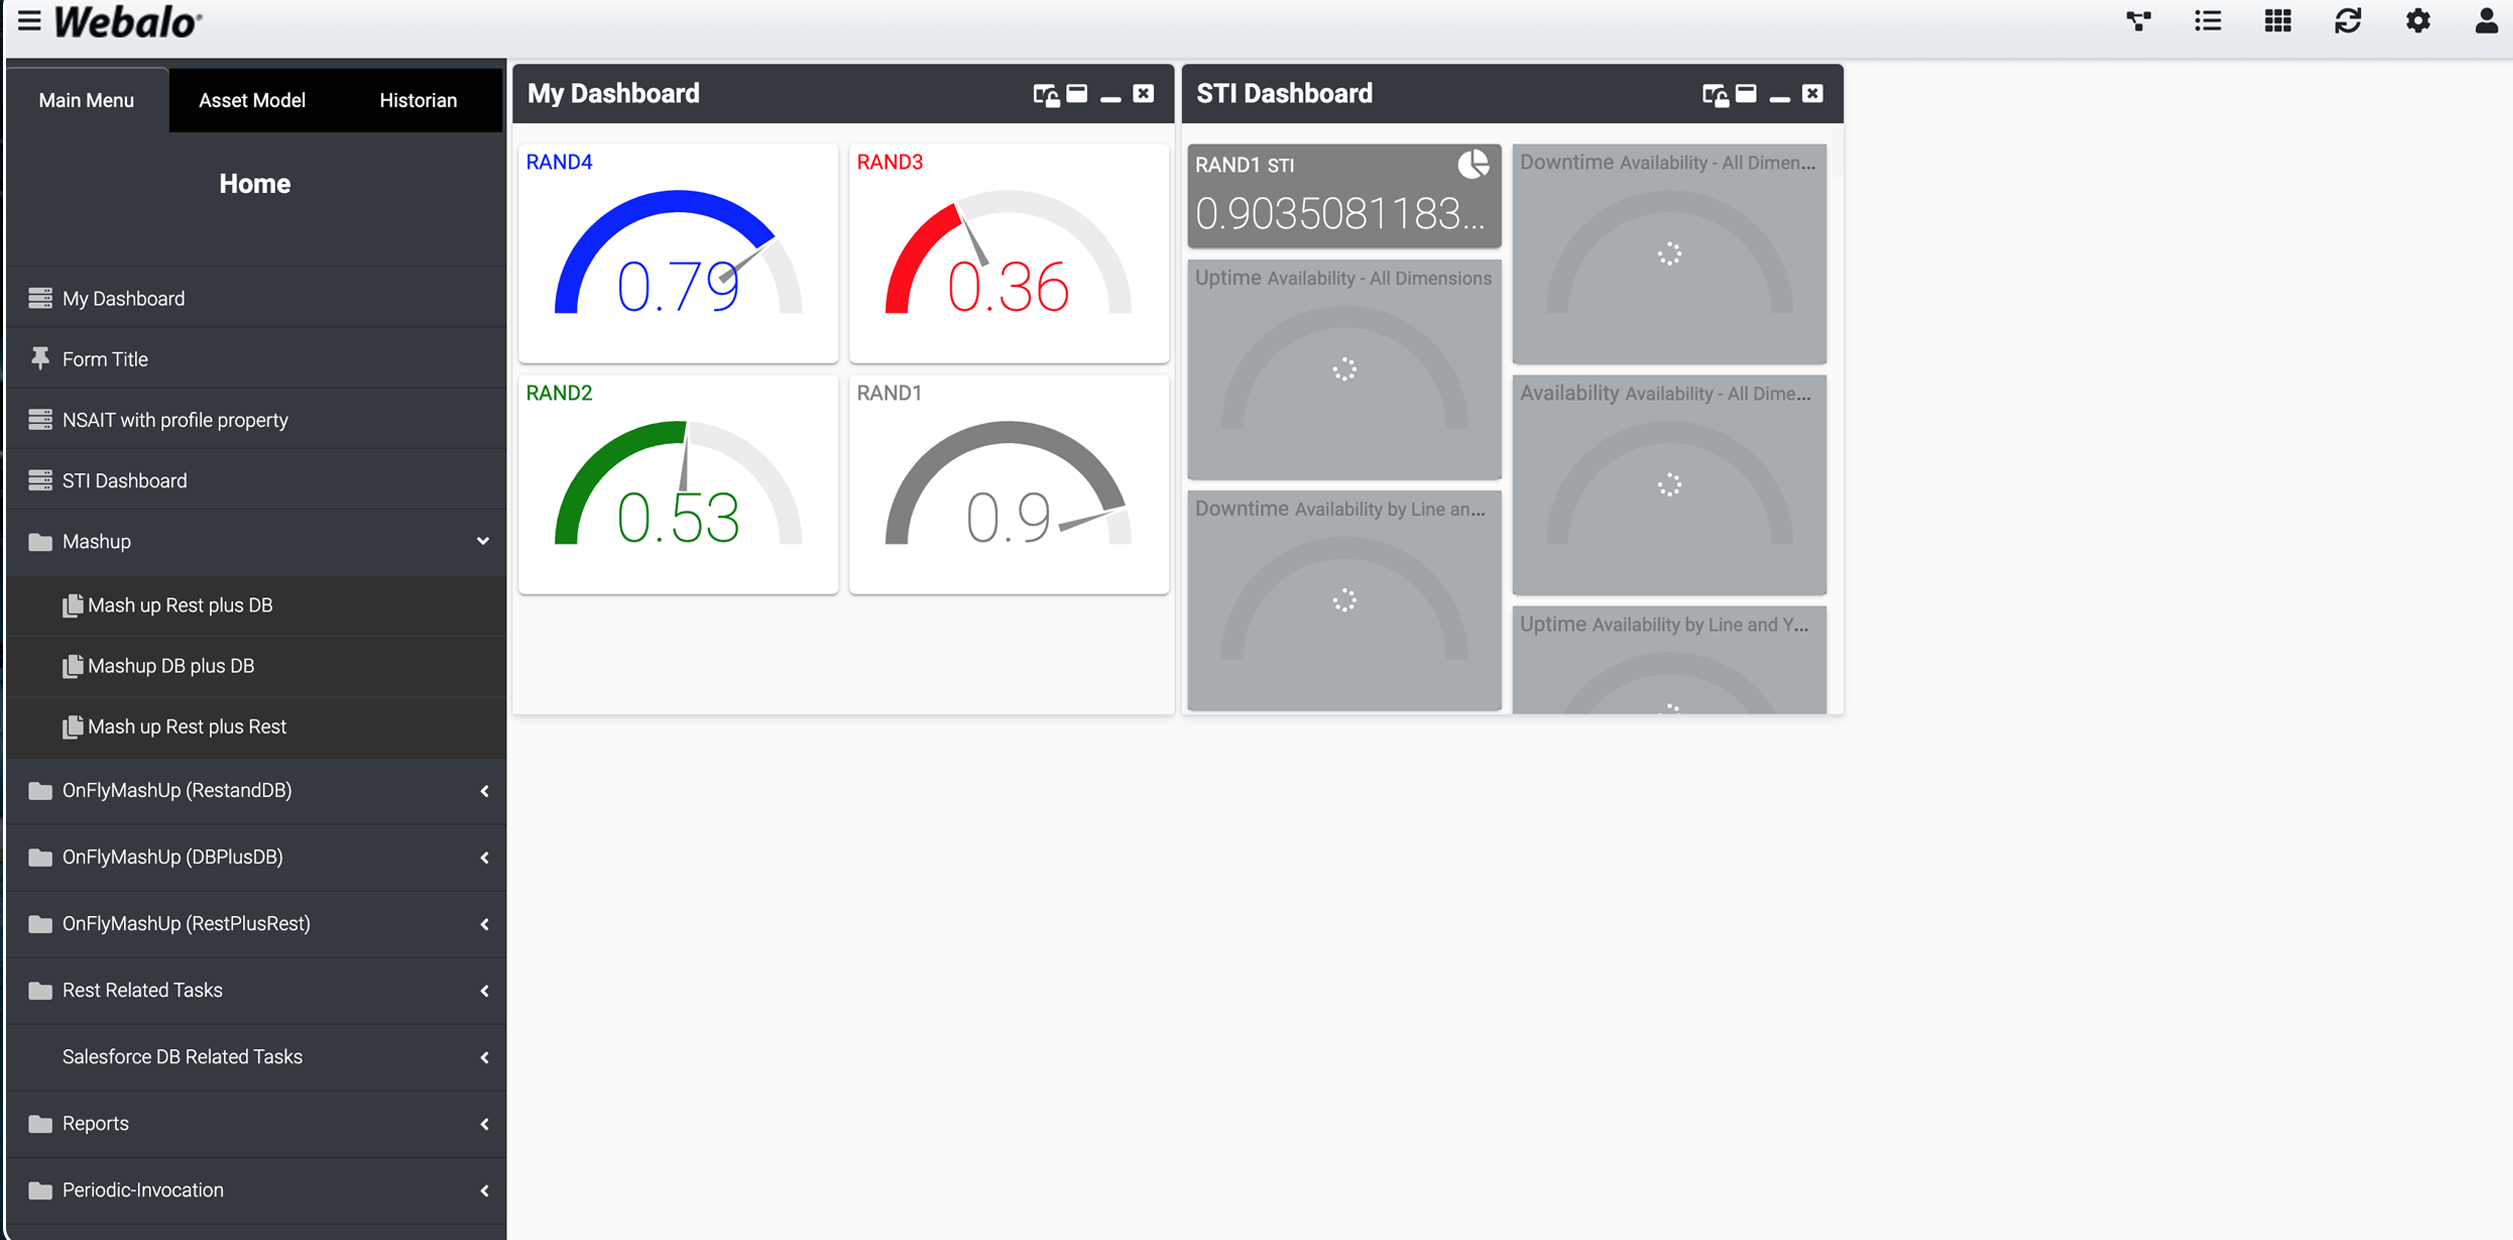 Webalo
Main Menu
Asset Model
Historian
Home
My Dashboard
Form Title
NSAIT with profile property
STI Dashboard
Mashup
Mash up Rest plus DB
Mashup DB plus DB
Mash up Rest plus Rest
OnFlyMashUp (RestandDB)
OnFlyMashUp (DBPlusDB)
OnFlyMashUp (RestPlusRest)
Rest Related Tasks
Salesforce DB Related Tasks
Reports
Periodic-Invocation
My Dashboard
RAND4
0.79
RAND3
0.36
RAND2
0.53
RAND1
0.9
STI Dashboard
RAND1 STI
0.9035081183...
Downtime Availability - All Dimen...
Uptime Availability - All Dimensions
Availability Availability - All Dime...
Downtime Availability by Line an...
Uptime Availability by Line and Y...